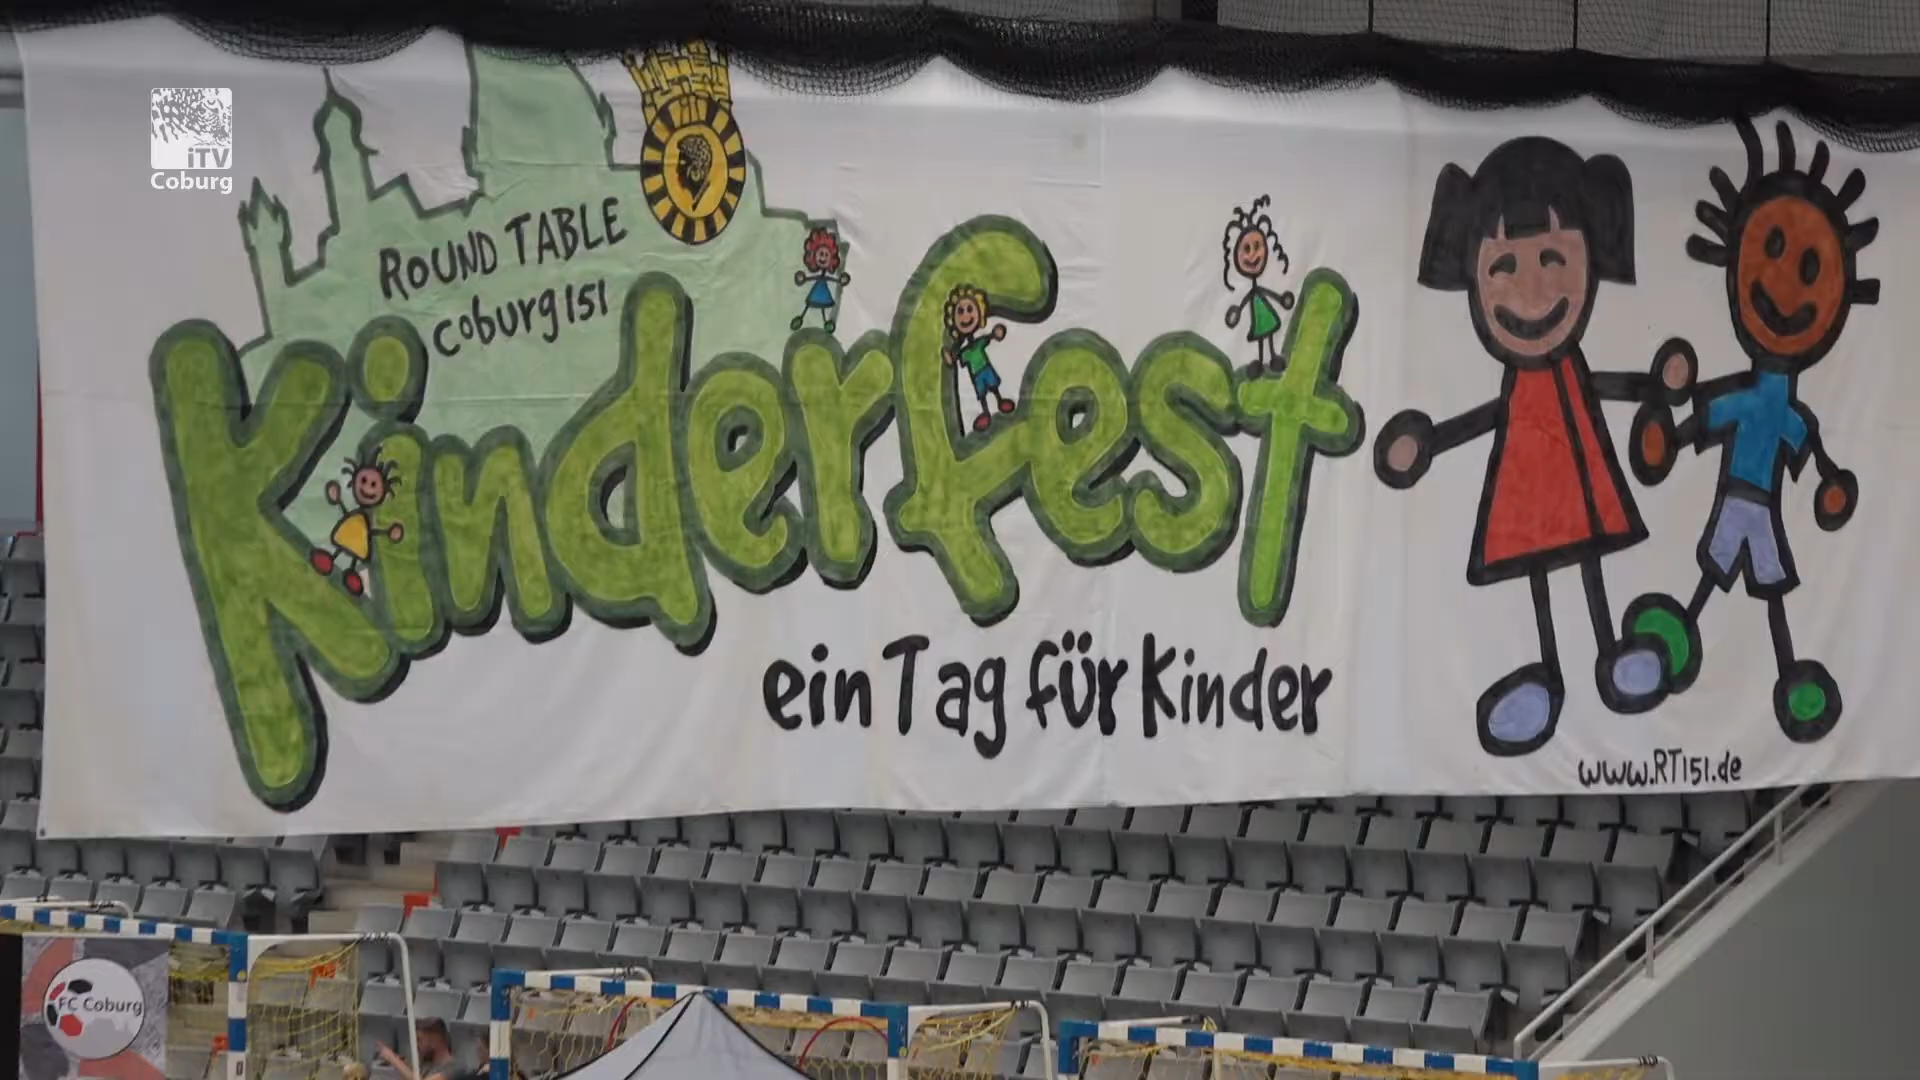 iTV
Coburg
ROUND TABLE
coburg 151
Kinderfest
ein Tag für Kinder
www.RT151.de
FC Coburg